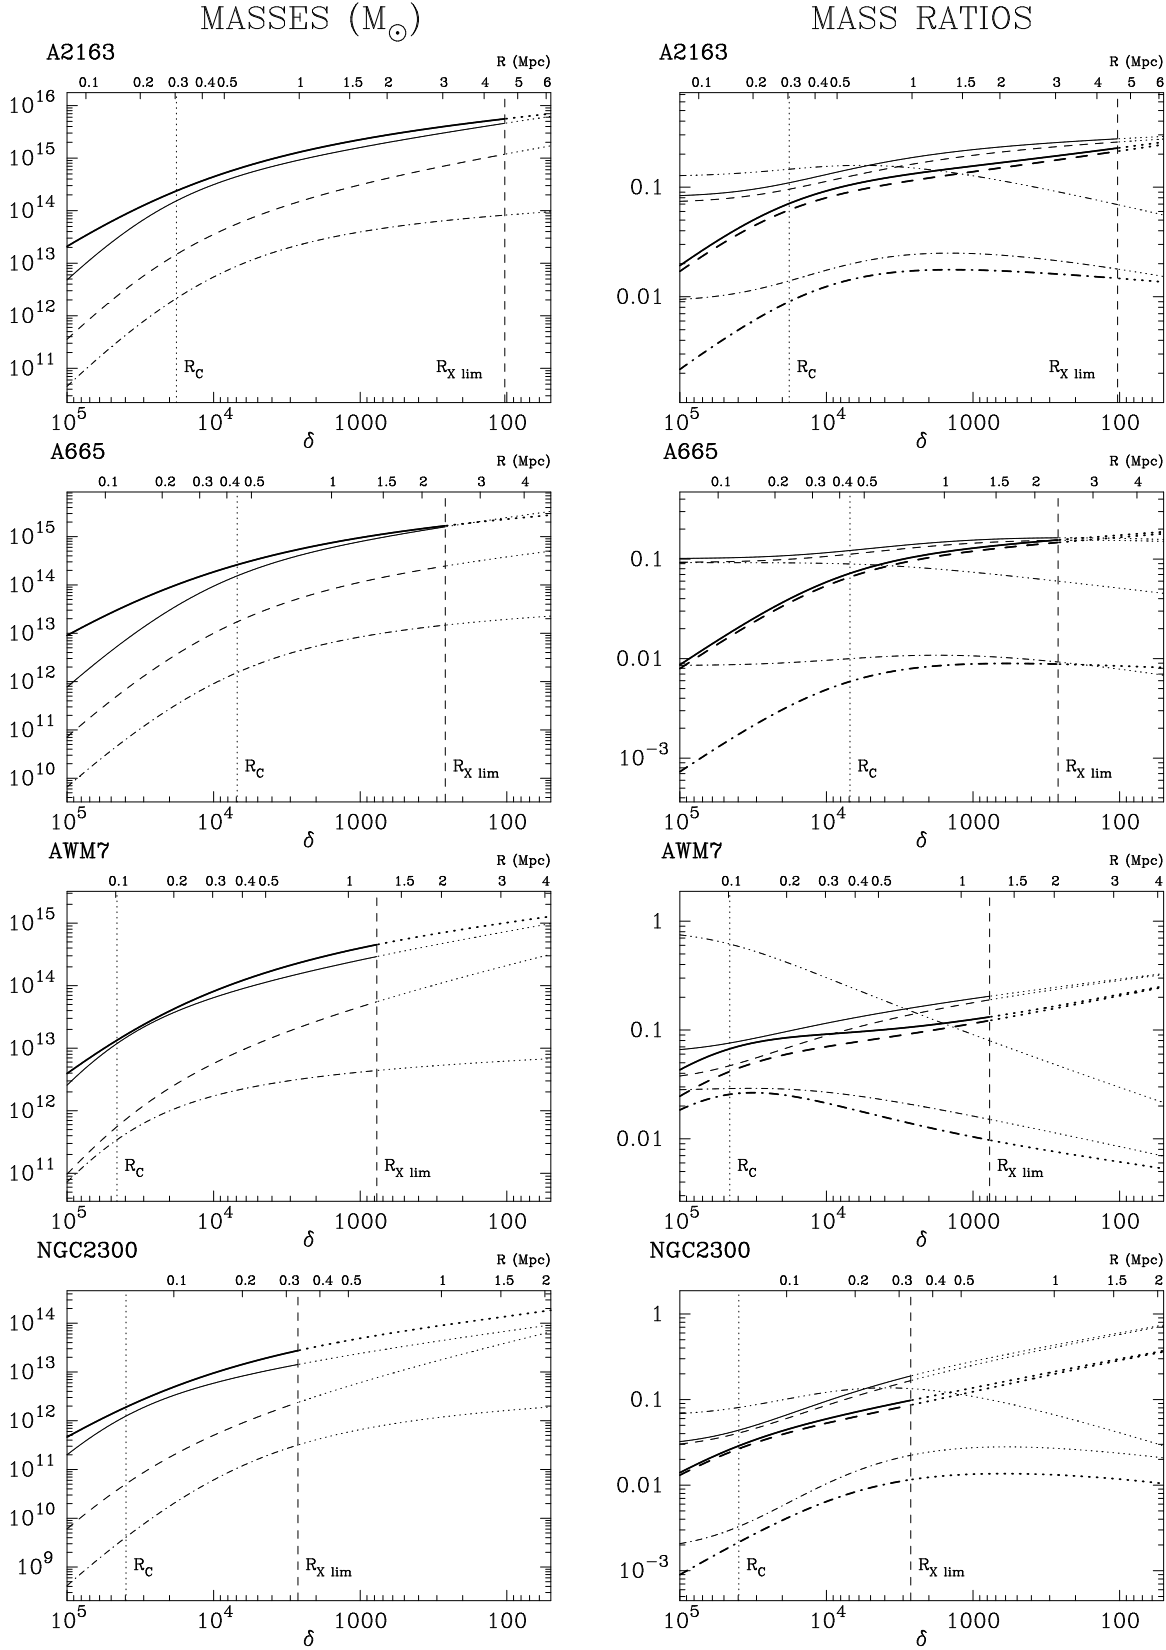 MASSES (M⊙) MASS RATIOS
A2163 R (Mpc) A2163 R (Mpc)
0.1 0.2 0.3 0.4 0.5 1 1.5 2 3 4 5 6 0.1 0.2 0.3 0.4 0.5 1 1.5 2 3 4 5 6
10^16
10^15
0.1
10^14
10^13
0.01
10^12
10^11
R_C R_X lim R_C R_X lim
10^5 10^4 1000 100 10^5 10^4 1000 100
δ δ
A665 R (Mpc) A665 R (Mpc)
0.1 0.2 0.3 0.4 0.5 1 1.5 2 3 4 0.1 0.2 0.3 0.4 0.5 1 1.5 2 3 4
10^15
0.1
10^14
10^13
0.01
10^12
10^11
10^-3
10^10
R_C R_X lim R_C R_X lim
10^5 10^4 1000 100 10^5 10^4 1000 100
δ δ
AWM7 R (Mpc) AWM7 R (Mpc)
0.1 0.2 0.3 0.4 0.5 1 1.5 2 3 4 0.1 0.2 0.3 0.4 0.5 1 1.5 2 3 4
10^15 1
10^14
10^13 0.1
10^12
0.01
10^11
R_C R_X lim R_C R_X lim
10^5 10^4 1000 100 10^5 10^4 1000 100
δ δ
NGC2300 R (Mpc) NGC2300 R (Mpc)
0.1 0.2 0.3 0.4 0.5 1 1.5 2 0.1 0.2 0.3 0.4 0.5 1 1.5 2
10^14 1
10^13
0.1
10^12
10^11
0.01
10^10
10^9 10^-3
R_C R_X lim R_C R_X lim
10^5 10^4 1000 100 10^5 10^4 1000 100
δ δ